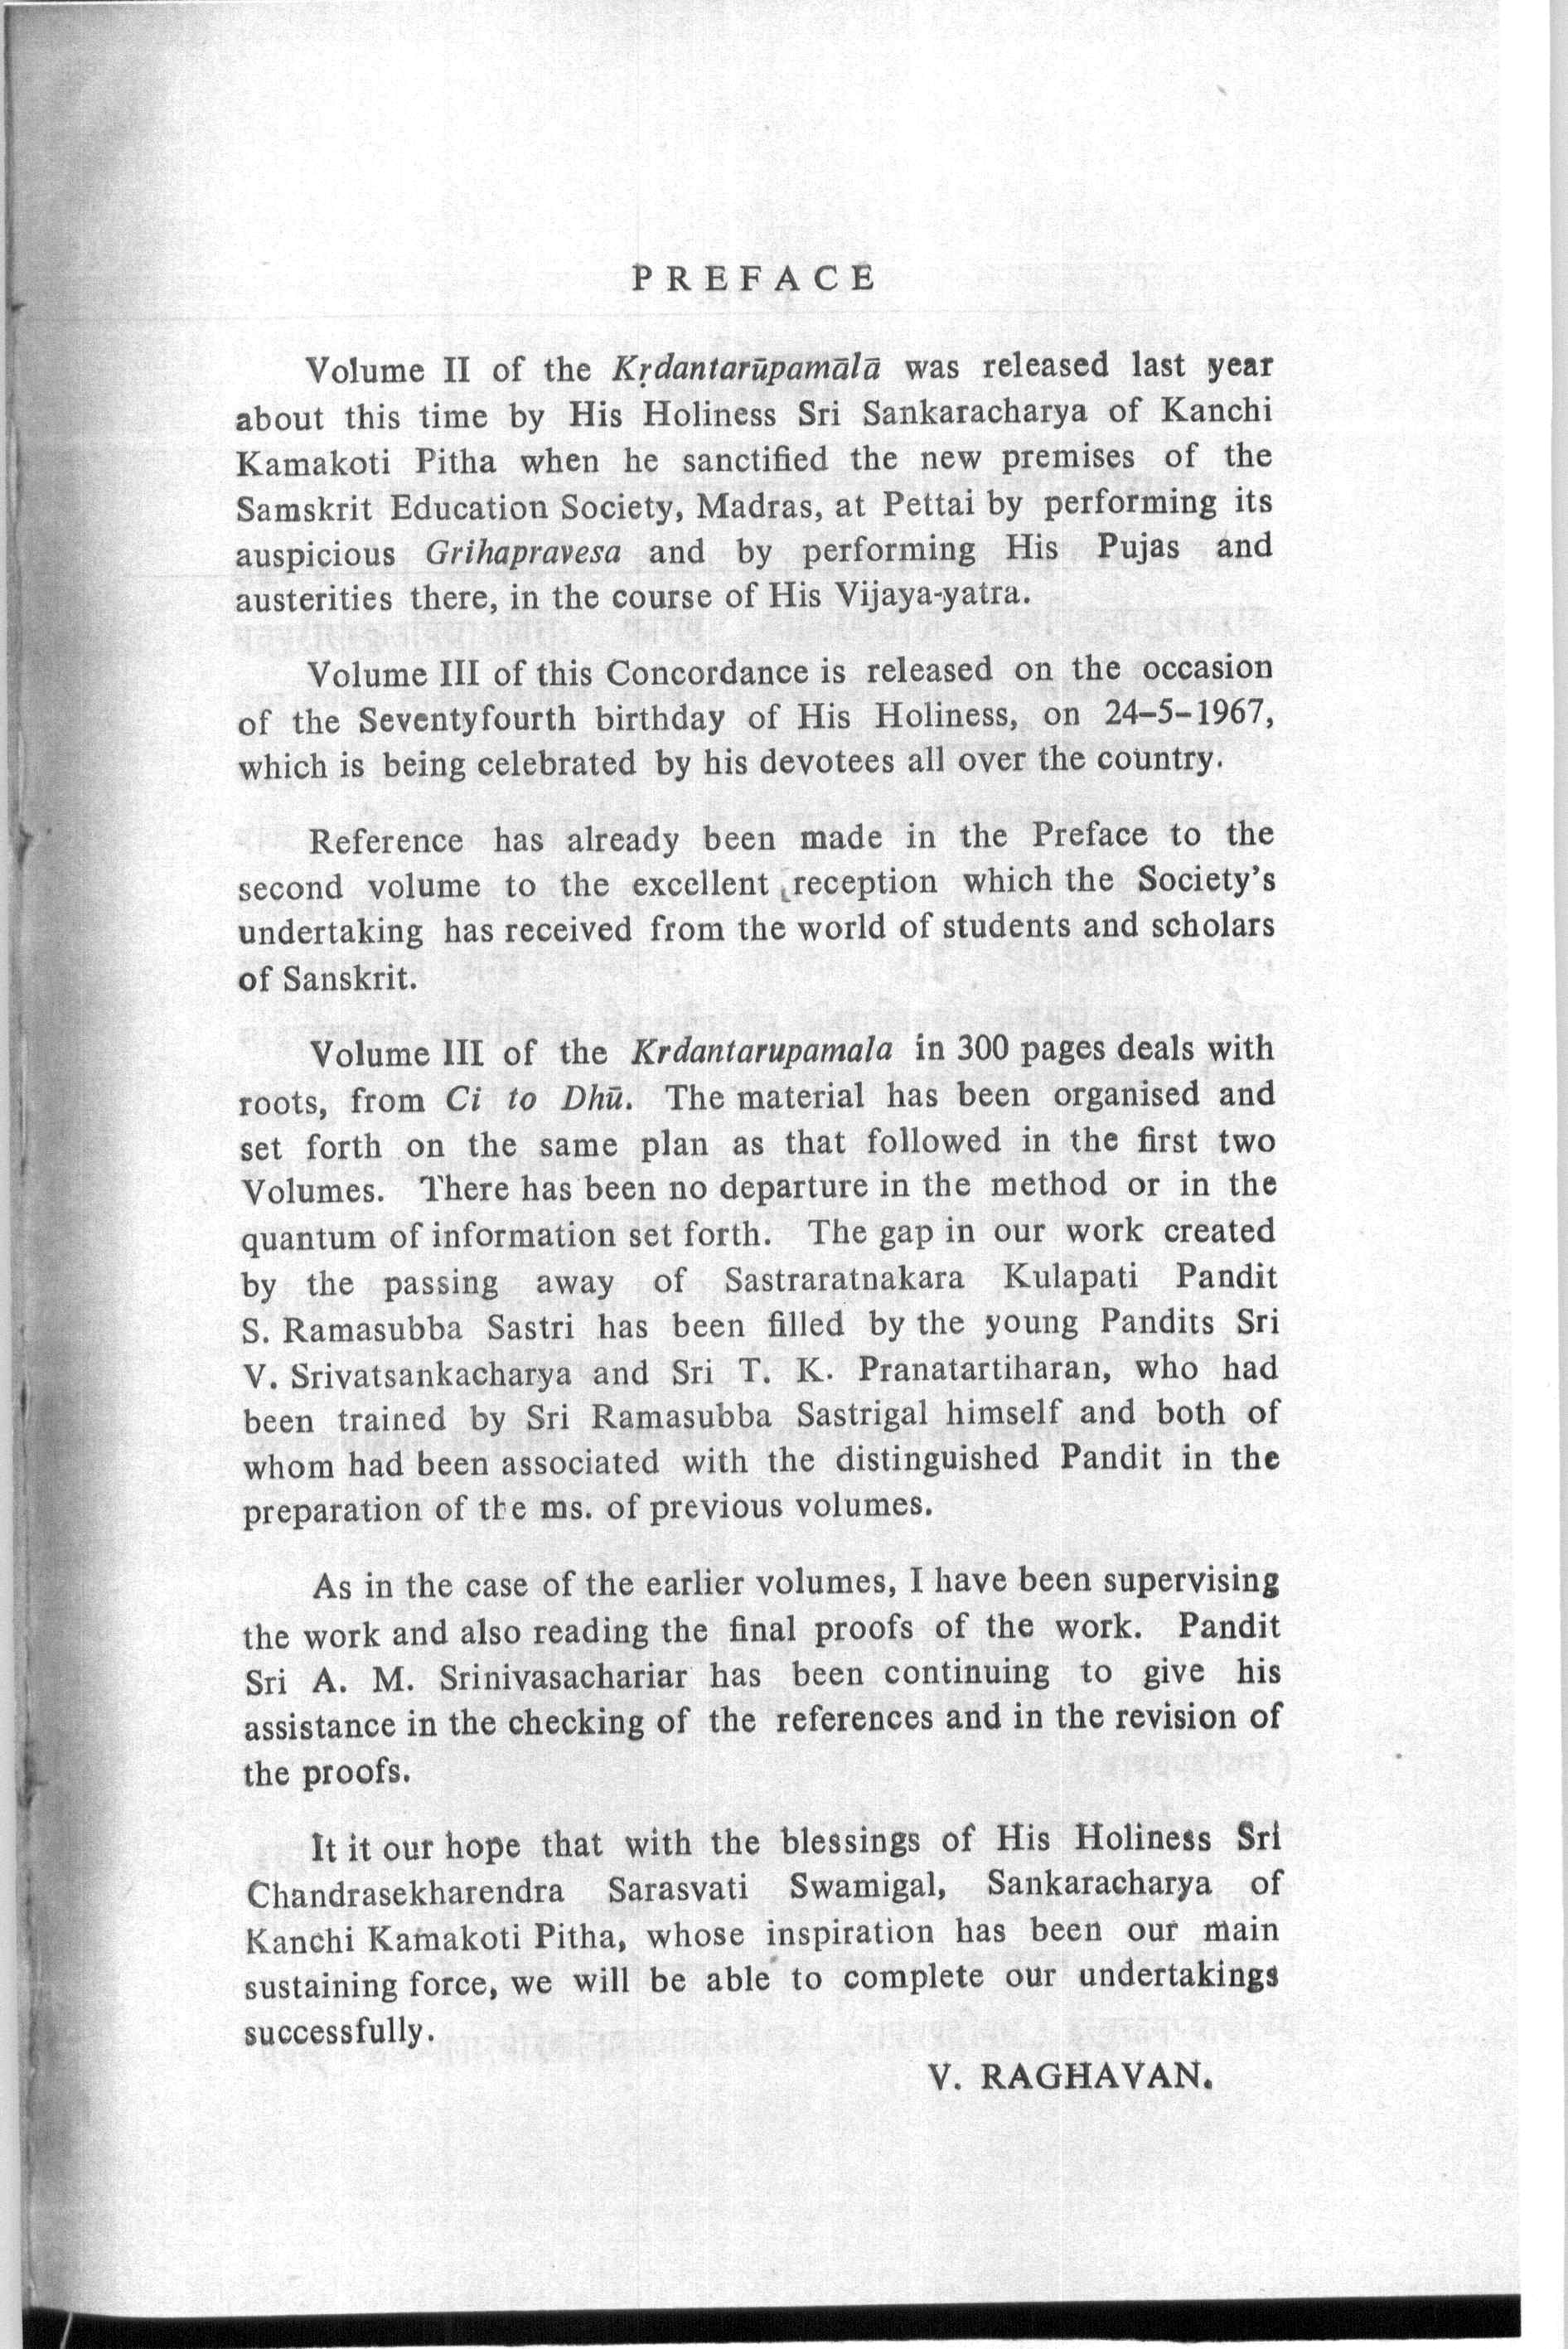 PREFACE
Volume II of the Kṛdantarūpamālā was released last year
about this time by His Holiness Sri Sankaracharya of Kanchi
Kamakoti Pitha when he sanctified the new premises of the
Samskrit Education Society, Madras, at Pettai by performing its
auspicious Grihapravesa and by performing His Pujas and
austerities there, in the course of His Vijaya-yatra.
Volume III of this Concordance is released on the occasion
of the Seventyfourth birthday of His Holiness, on 24-5-1967,
which is being celebrated by his devotees all over the country.
Reference has already been made in the Preface to the
second volume to the excellent reception which the Society's
undertaking has received from the world of students and scholars
of Sanskrit.
Volume III of the Krdantarupamala in 300 pages deals with
roots, from Ci to Dhū. The material has been organised and
set forth on the same plan as that followed in the first two
Volumes. There has been no departure in the method or in the
quantum of information set forth. The gap in our work created
by the passing away of Sastraratnakara Kulapati Pandit
S. Ramasubba Sastri has been filled by the young Pandits Sri
V. Srivatsankacharya and Sri T. K. Pranatartiharan, who had
been trained by Sri Ramasubba Sastrigal himself and both of
whom had been associated with the distinguished Pandit in the
preparation of the ms. of previous volumes.
As in the case of the earlier volumes, I have been supervising
the work and also reading the final proofs of the work. Pandit
Sri A. M. Srinivasachariar has been continuing to give his
assistance in the checking of the references and in the revision of
the proofs.
It it our hope that with the blessings of His Holiness Sri
Chandrasekharendra Sarasvati Swamigal, Sankaracharya of
Kanchi Kamakoti Pitha, whose inspiration has been our main
sustaining force, we will be able to complete our undertakings
successfully.
V. RAGHAVAN.